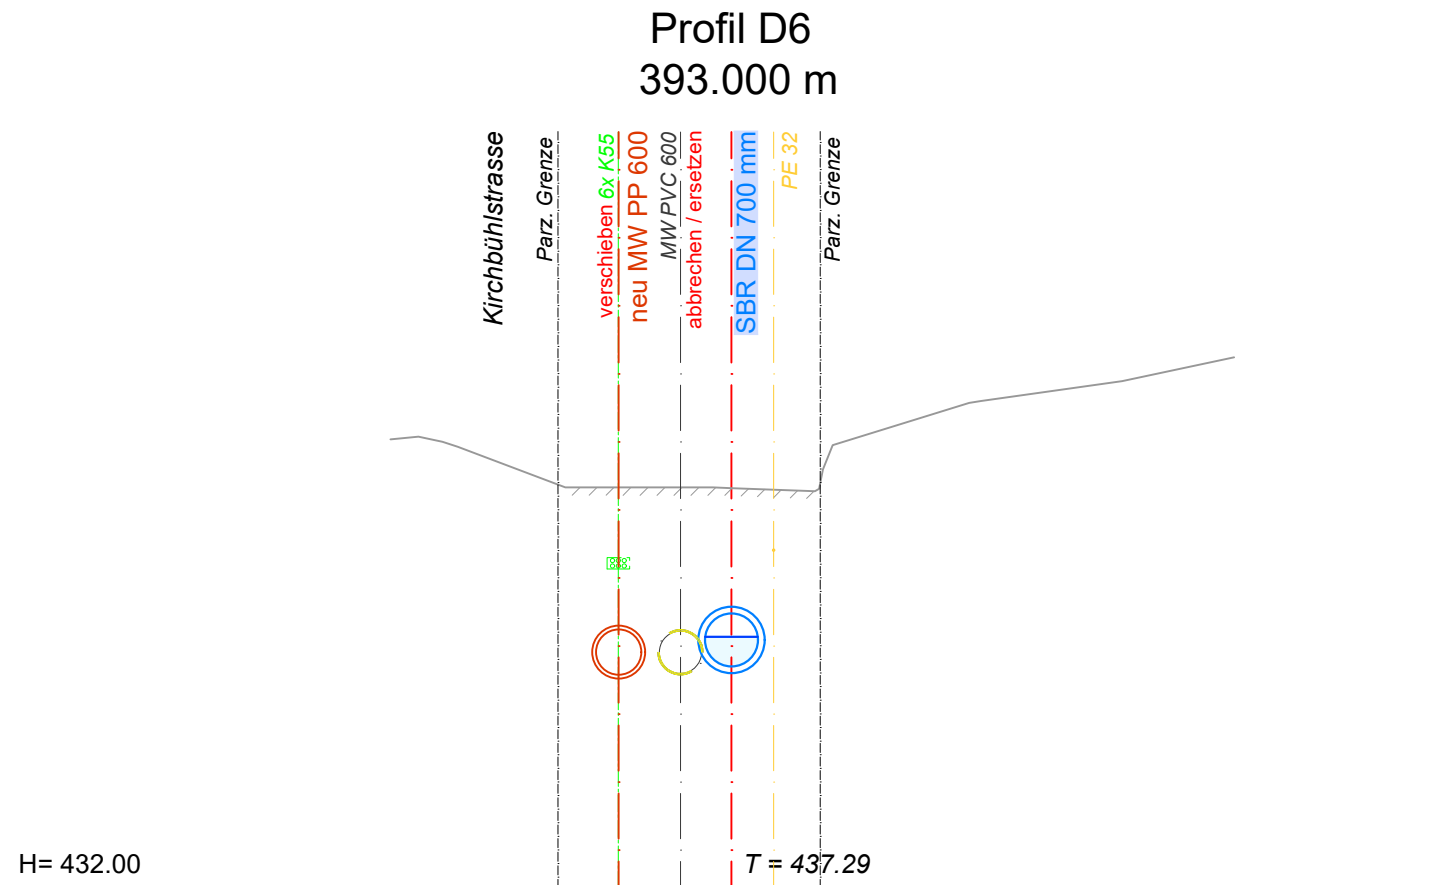 Profil D6
393.000 m
Kirchbühlstrasse
Parz. Grenze
verschieben 6x K55
neu MW PP 600
MW PVC 600
abbrechen / ersetzen
SBR DN 700 mm
PE 32
Parz. Grenze
H= 432.00
T = 437.29